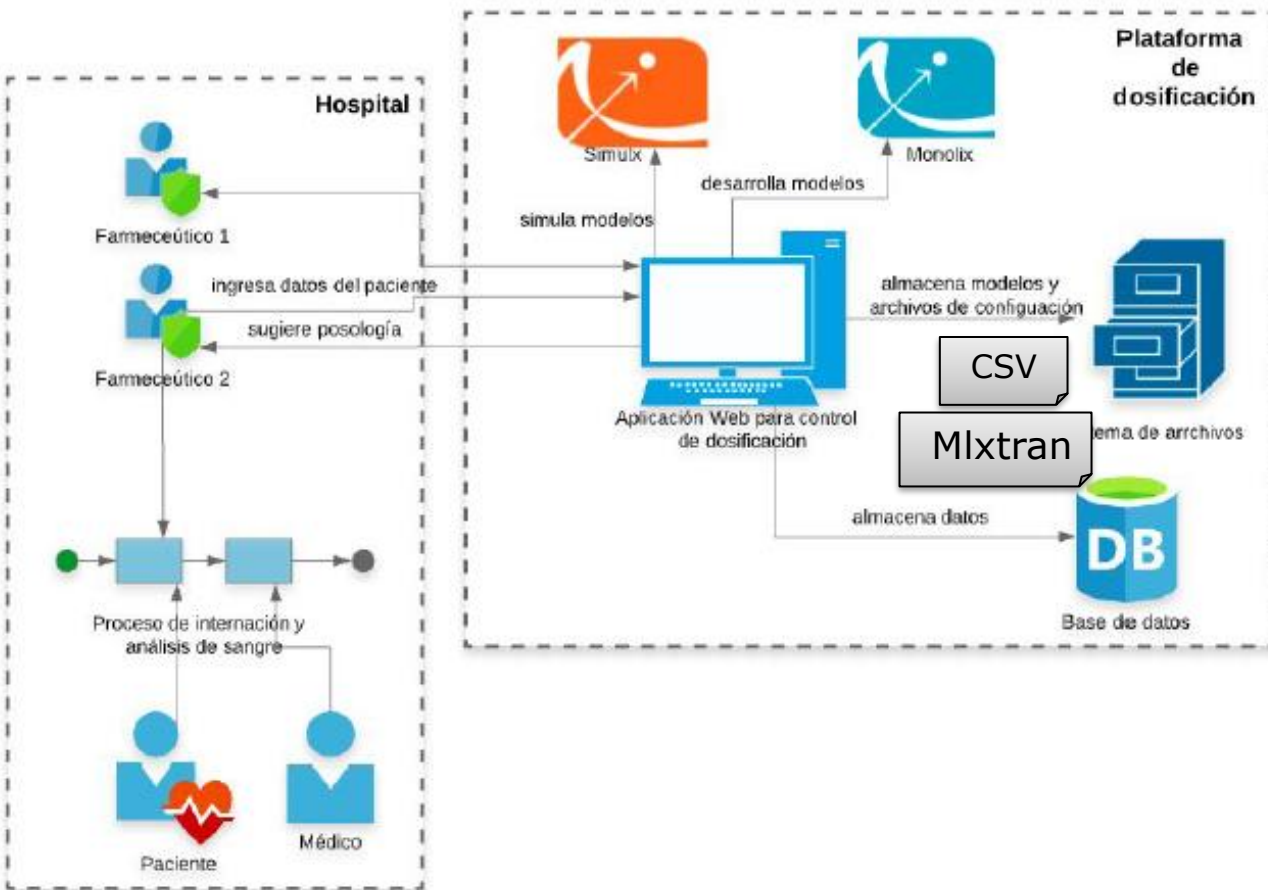 Hospital
Farmeceútico 1
ingresa datos del paciente
sugiere posología
Farmeceútico 2
Proceso de internación y
análisis de sangre
Paciente
Médico
Plataforma
de
dosificación
Simulx
Monolix
desarrolla modelos
simula modelos
almacena modelos y
archivos de configuación
CSV
Mlxtran
Aplicación Web para control
de dosificación
tema de arrchivos
almacena datos
DB
Base de datos